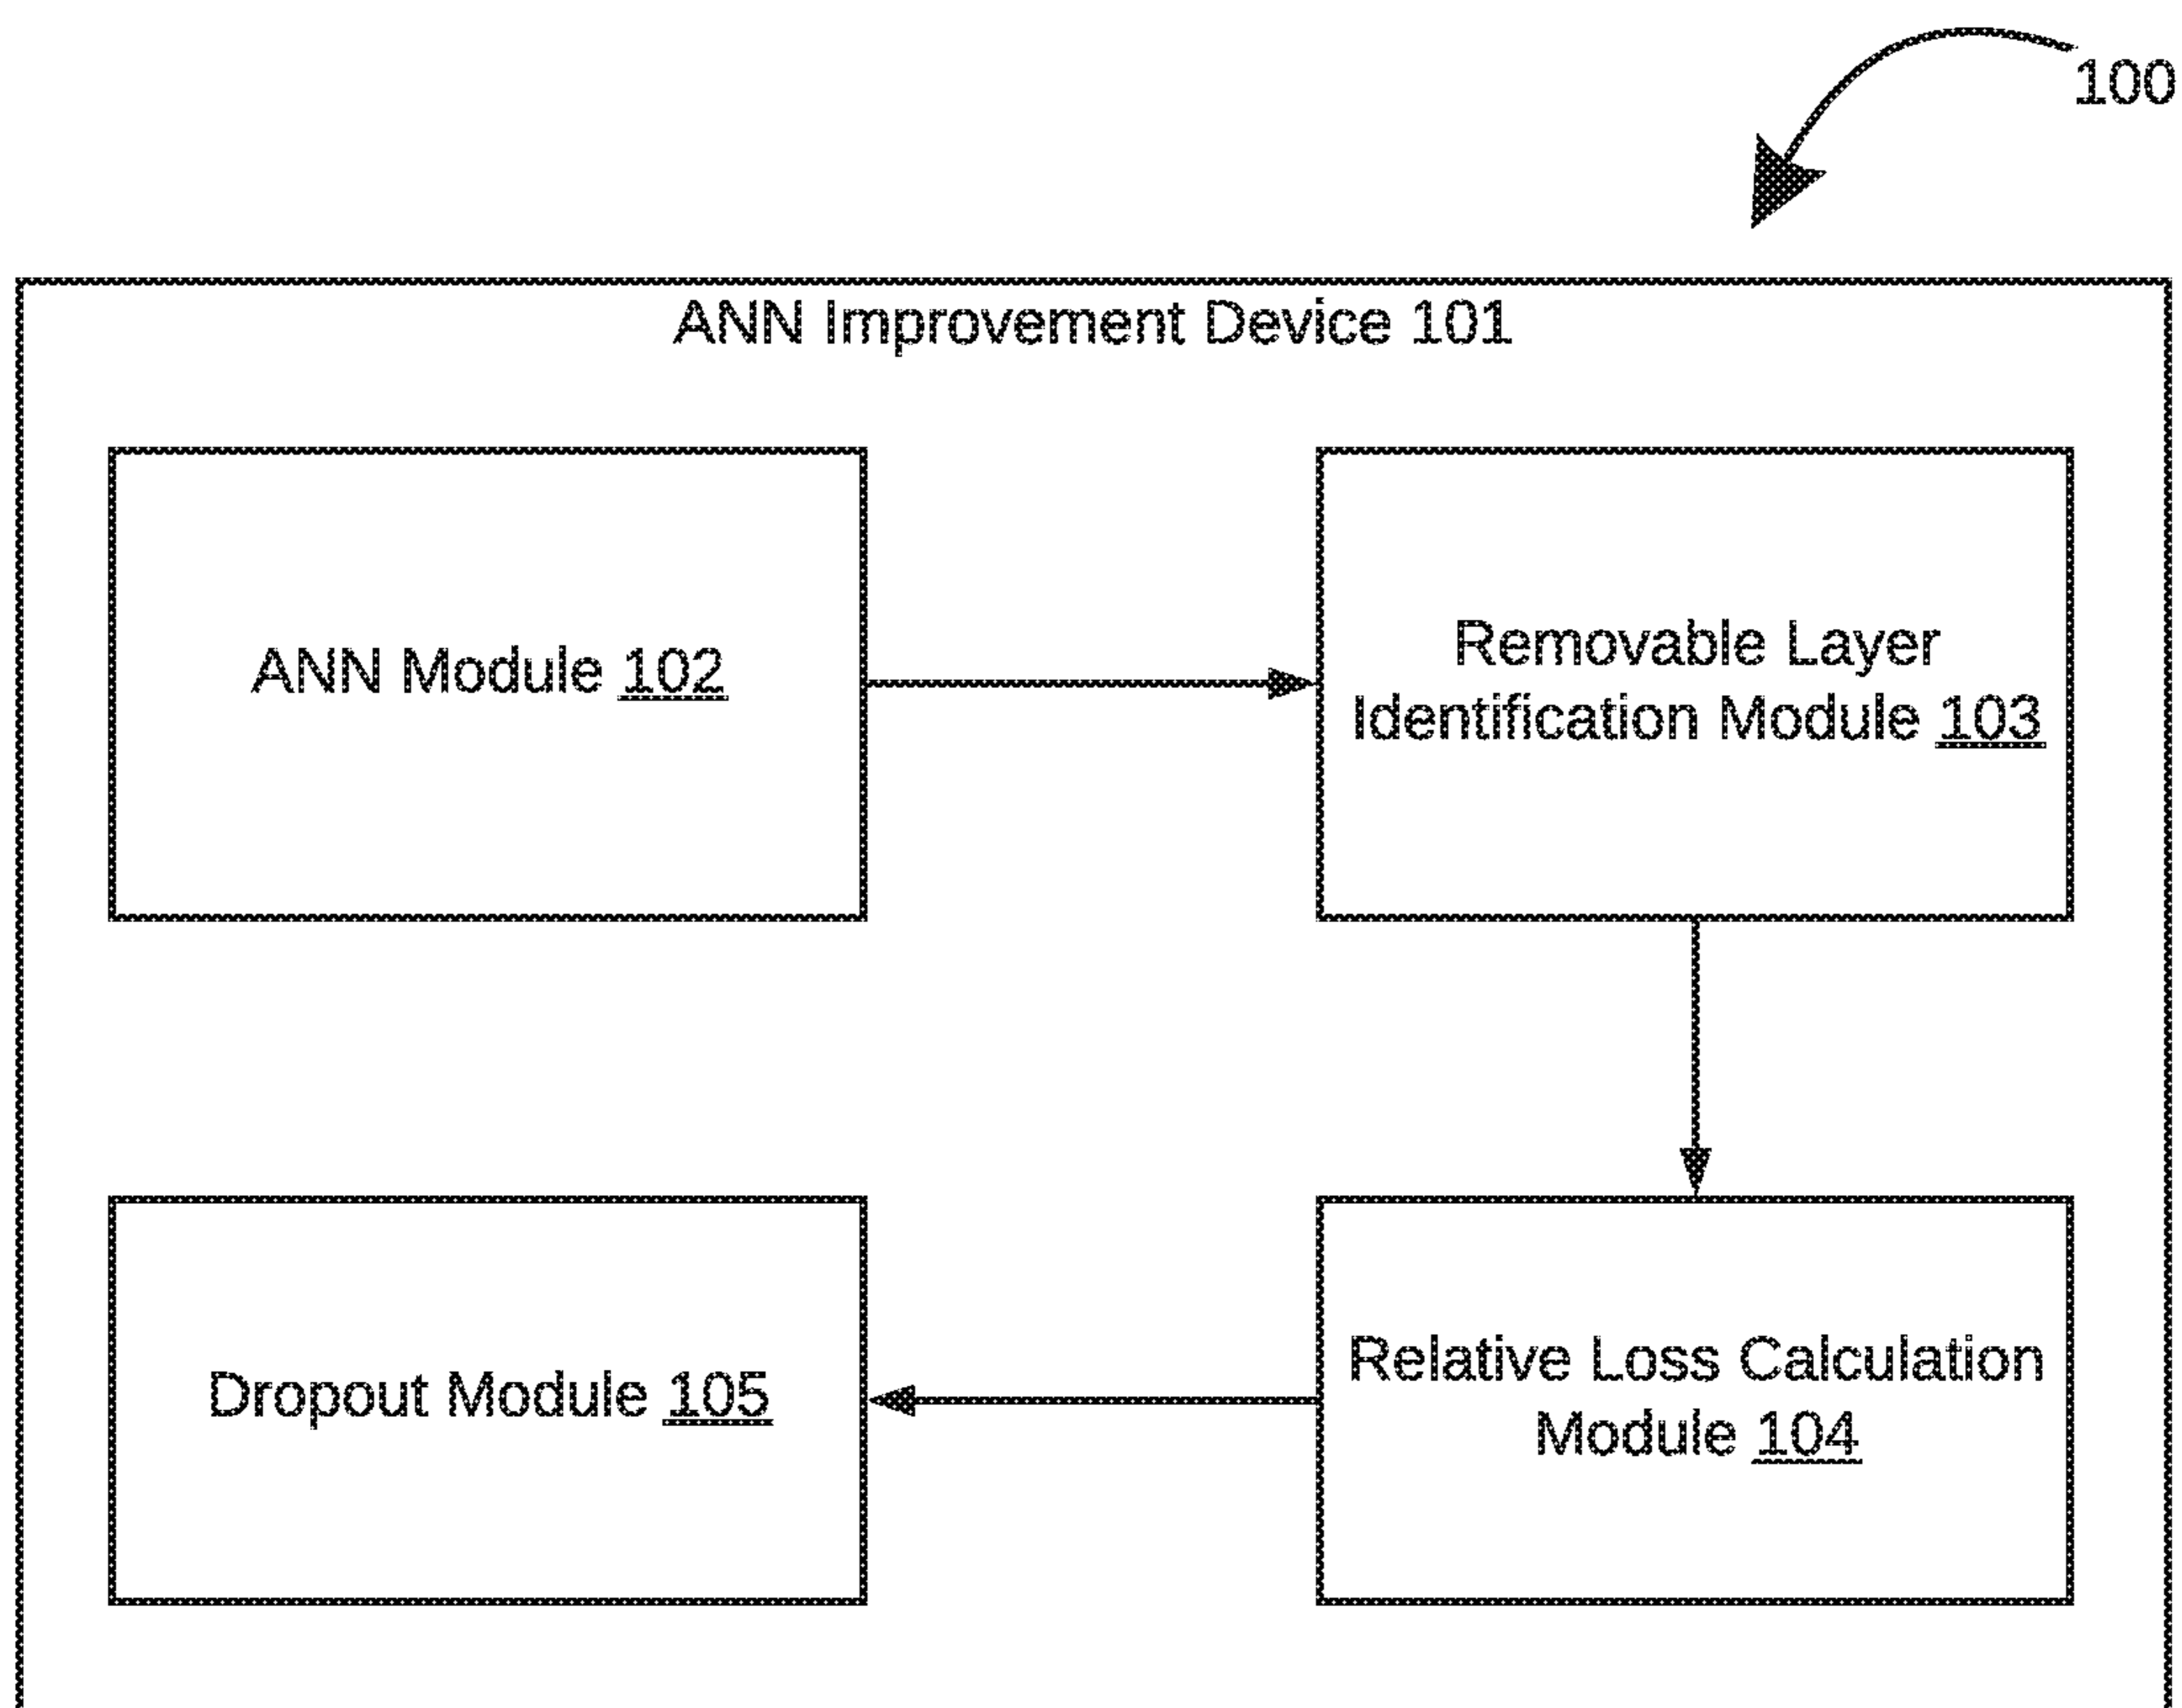 100
ANN Improvement Device 101
ANN Module 102
Removable Layer
Identification Module 103
Dropout Module 105
Relative Loss Calculation
Module 104